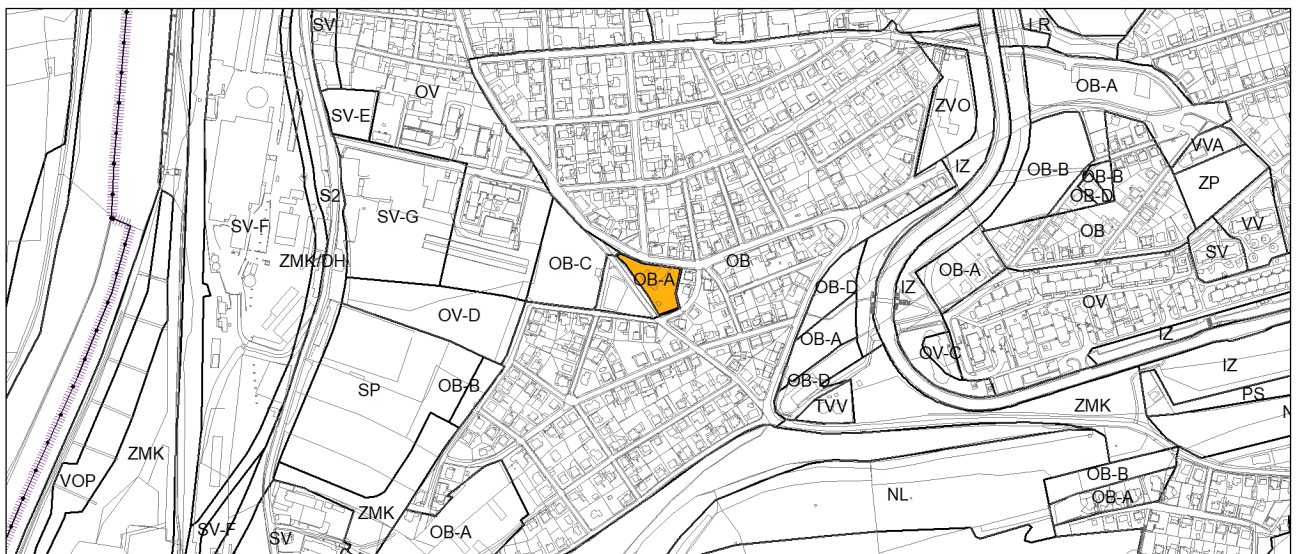 SV
LR
OV
OB-A
SV-E
ZVO
VVA
IZ
OB-B
OB-B
ZP
OB-D
S2
SV-G
SV-F
OB
VV
SV
ZMK/DH
OB-C
OB
OB-A
OB-A
OB-D
IZ
OV
OV-D
OB-A
IZ
OV-C
IZ
SP
OB-B
OB-D
PS
TVV
ZMK
N
ZMK
VOP
OB-B
NL
OB-A
ZMK
SV-F
SV
OB-A